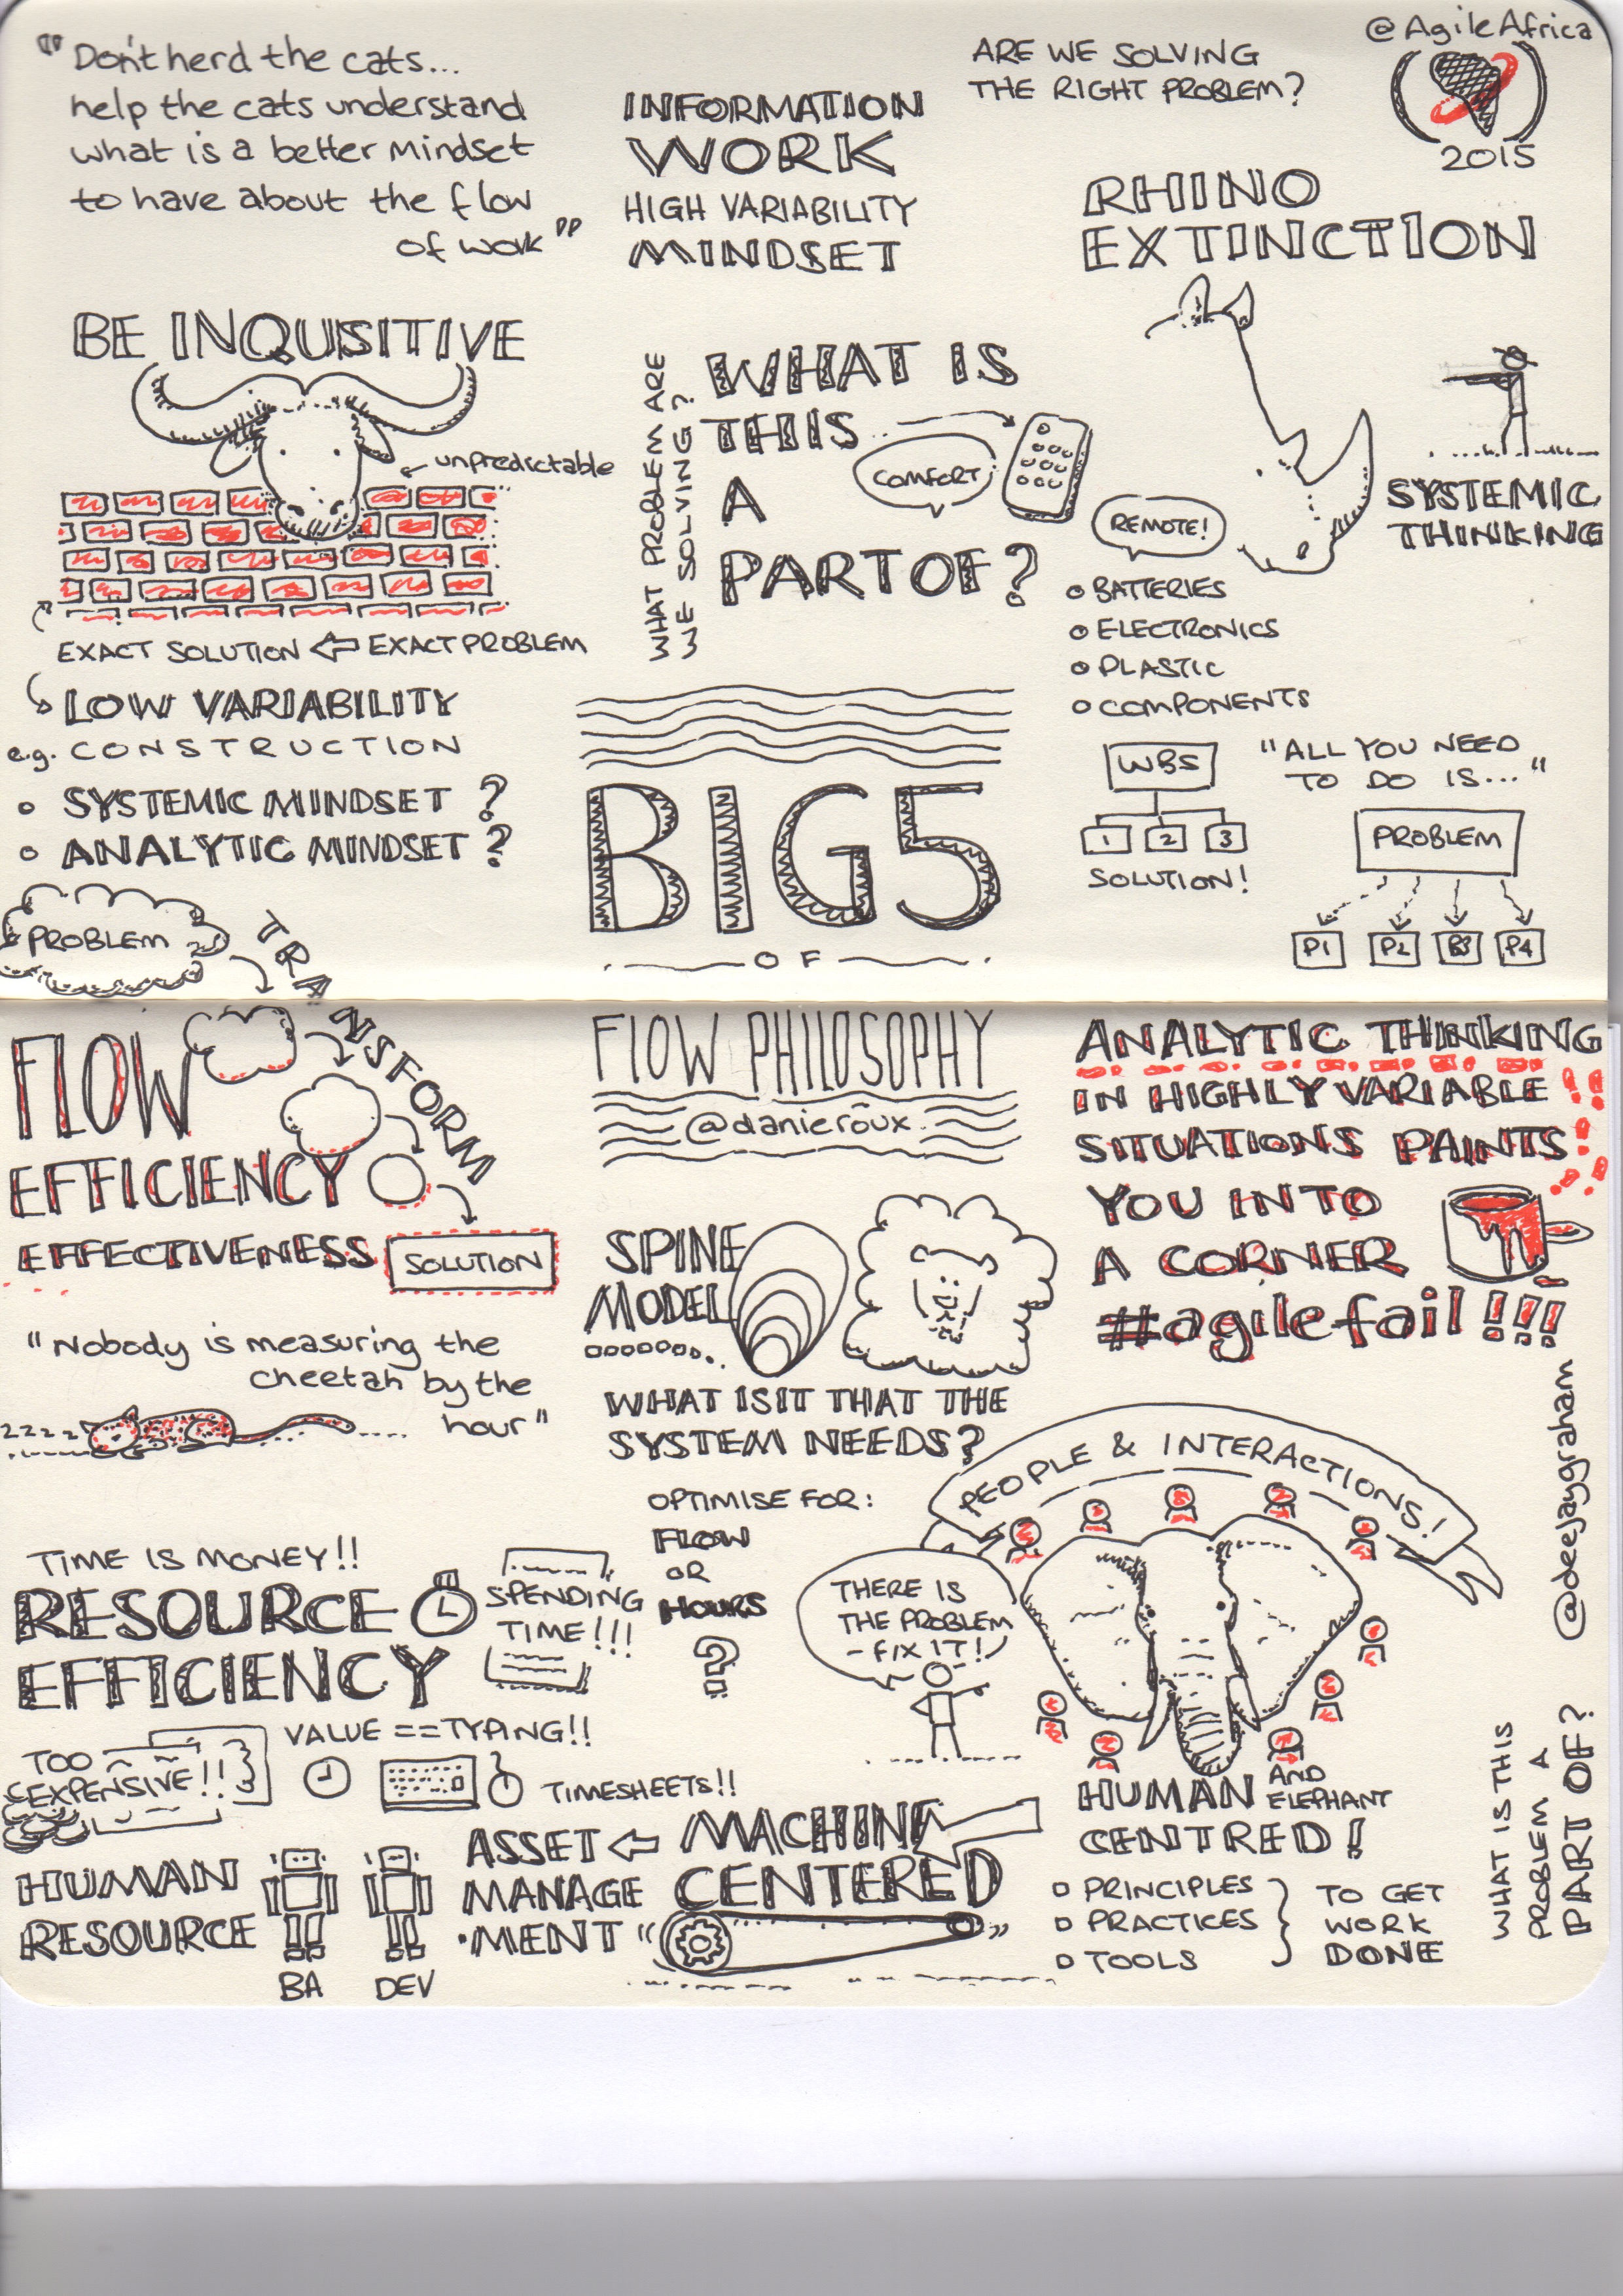 "Don't herd the cats...
help the cats understand
what is a better mindset
to have about the flow
of work"
INFORMATION
WORK
HIGH VARIABILITY
MINDSET
ARE WE SOLVING
THE RIGHT PROBLEM?
@AgileAfrica
2015
RHINO
EXTINCTION
BE INQUSITIVE
unpredictable
EXACT SOLUTION ⇐ EXACT PROBLEM
LOW VARIABILITY
e.g. CONSTRUCTION
• SYSTEMIC MINDSET?
• ANALYTIC MINDSET?
PROBLEM
TRANSFORM
WHAT PROBLEM ARE
WE SOLVING?
WHAT IS
THIS
A
PART OF?
COMFORT
REMOTE!
• BATTERIES
• ELECTRONICS
• PLASTIC
• COMPONENTS
SYSTEMIC
THINKING
WBS
1 2 3
SOLUTION!
"ALL YOU NEED
TO DO IS..."
PROBLEM
P1 P2 P3 P4
BIG 5
OF
FLOW PHILOSOPHY
@danieroux
FLOW
EFFICIENCY
EFFECTIVENESS
SOLUTION
"Nobody is measuring the
cheetah by the
hour"
zzzz
SPINE
MODEL
WHAT IS IT THAT THE
SYSTEM NEEDS?
OPTIMISE FOR:
FLOW
OR
HOURS
?
ANALYTIC THINKING
IN HIGHLY VARIABLE
SITUATIONS PAINTS
YOU INTO
A CORNER
#agilefail!!!
@deejaygraham
PEOPLE & INTERACTIONS!
THERE IS
THE PROBLEM
- FIX IT!
TIME IS MONEY!!
RESOURCE
EFFICIENCY
SPENDING
TIME!!!
TOO
EXPENSIVE!!
VALUE == TYPING!!
TIMESHEETS!!
HUMAN
RESOURCE
BA
DEV
ASSET ⇐ MACHINE
MANAGE CENTERED
·MENT
HUMAN AND
ELEPHANT
CENTRED!
PRINCIPLES
PRACTICES
TOOLS
TO GET
WORK
DONE
WHAT IS THIS
PROBLEM A
PART OF?